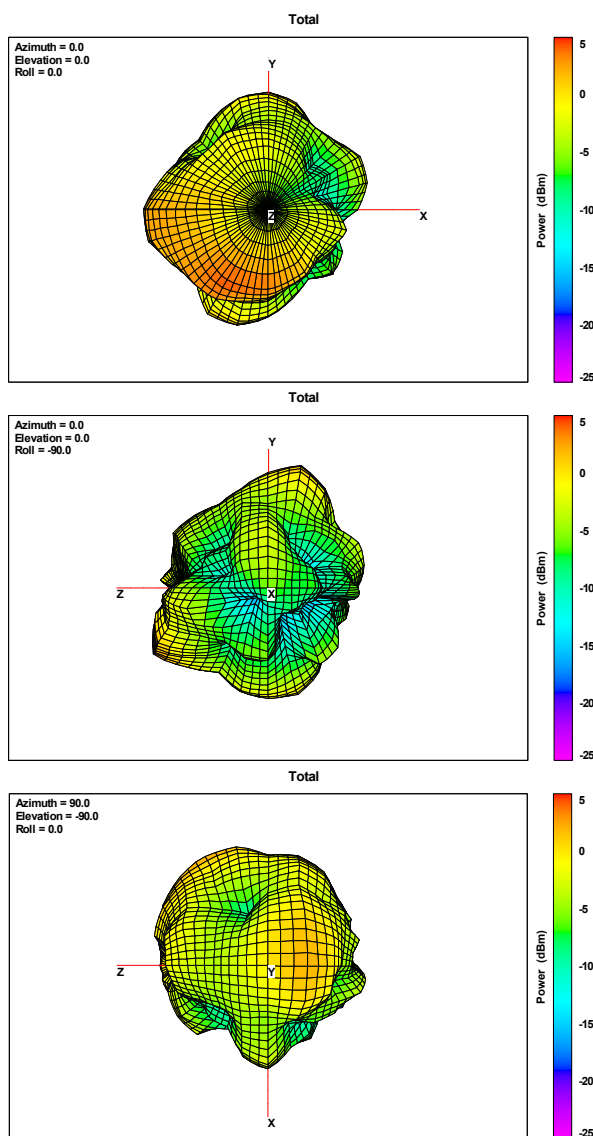 Total
Azimuth = 0.0
Elevation = 0.0
Roll = 0.0
Y
X
Z
5
0
-5
-10
-15
-20
-25
Power (dBm)
Total
Azimuth = 0.0
Elevation = 0.0
Roll = -90.0
Y
Z
X
5
0
-5
-10
-15
-20
-25
Power (dBm)
Total
Azimuth = 90.0
Elevation = -90.0
Roll = 0.0
Z
Y
X
5
0
-5
-10
-15
-20
-25
Power (dBm)